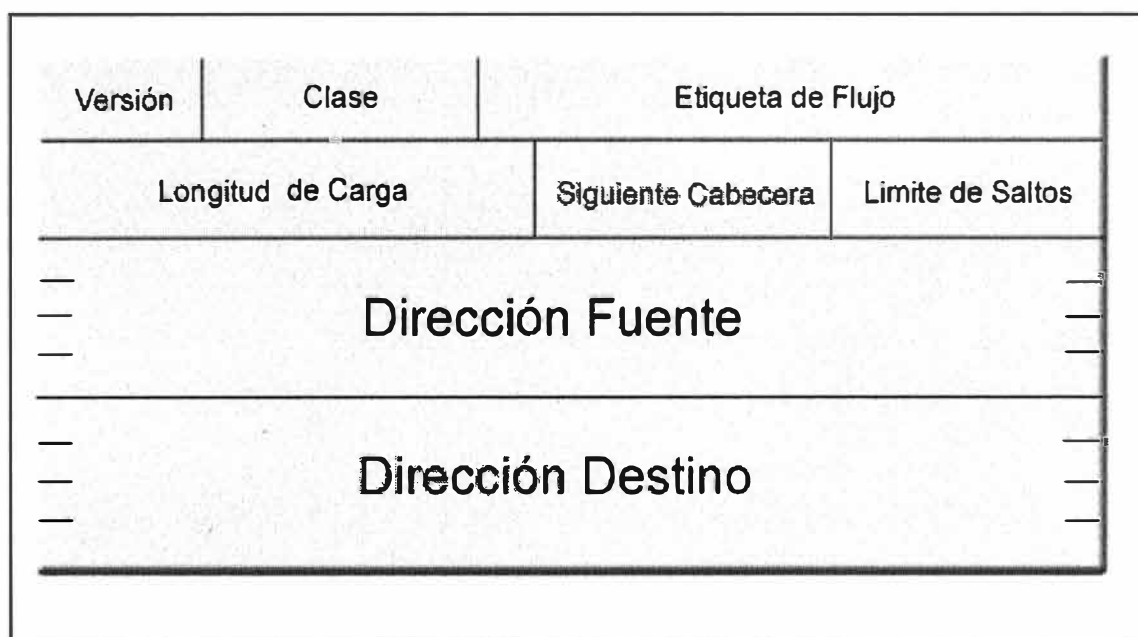 Versión Clase Etiqueta de Flujo
Longitud de Carga Siguiente Cabecera Limite de Saltos
Dirección Fuente
Dirección Destino